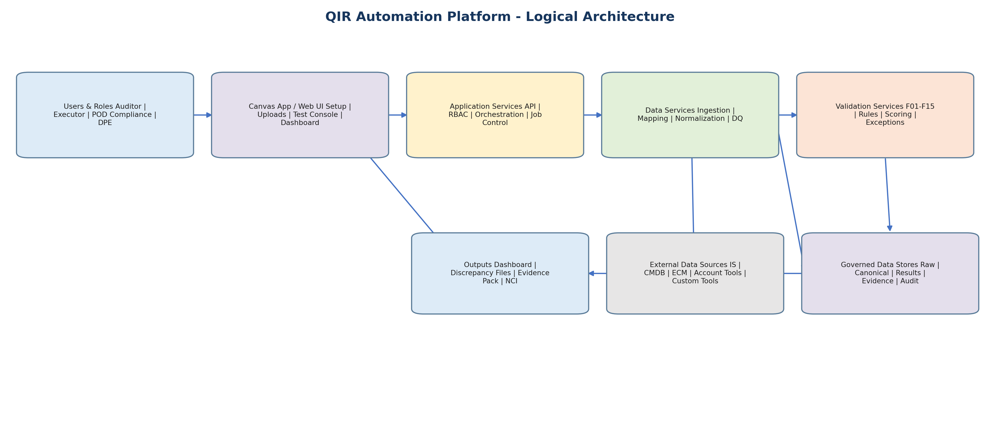 QIR Automation Platform - Logical Architecture
Users & Roles Auditor |
Executor | POD Compliance |
DPE
Canvas App / Web UI Setup |
Uploads | Test Console |
Dashboard
Application Services API |
RBAC | Orchestration | Job
Control
Data Services Ingestion |
Mapping | Normalization | DQ
Validation Services F01-F15
| Rules | Scoring |
Exceptions
Outputs Dashboard |
Discrepancy Files | Evidence
Pack | NCI
External Data Sources IS |
CMDB | ECM | Account Tools |
Custom Tools
Governed Data Stores Raw |
Canonical | Results |
Evidence | Audit